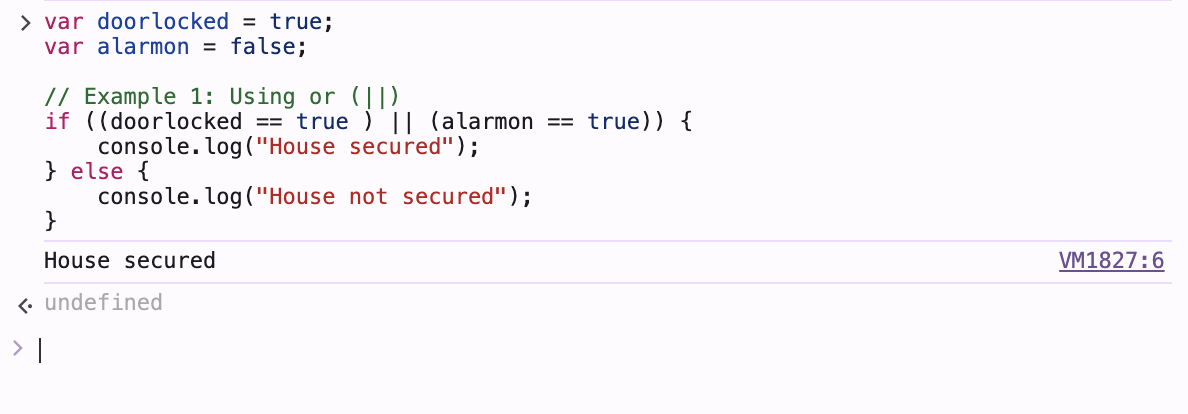 var doorlocked = true;
var alarmon = false;

// Example 1: Using or (||)
if ((doorlocked == true ) || (alarmon == true)) {
    console.log("House secured");
} else {
    console.log("House not secured");
}
House secured VM1827:6
undefined